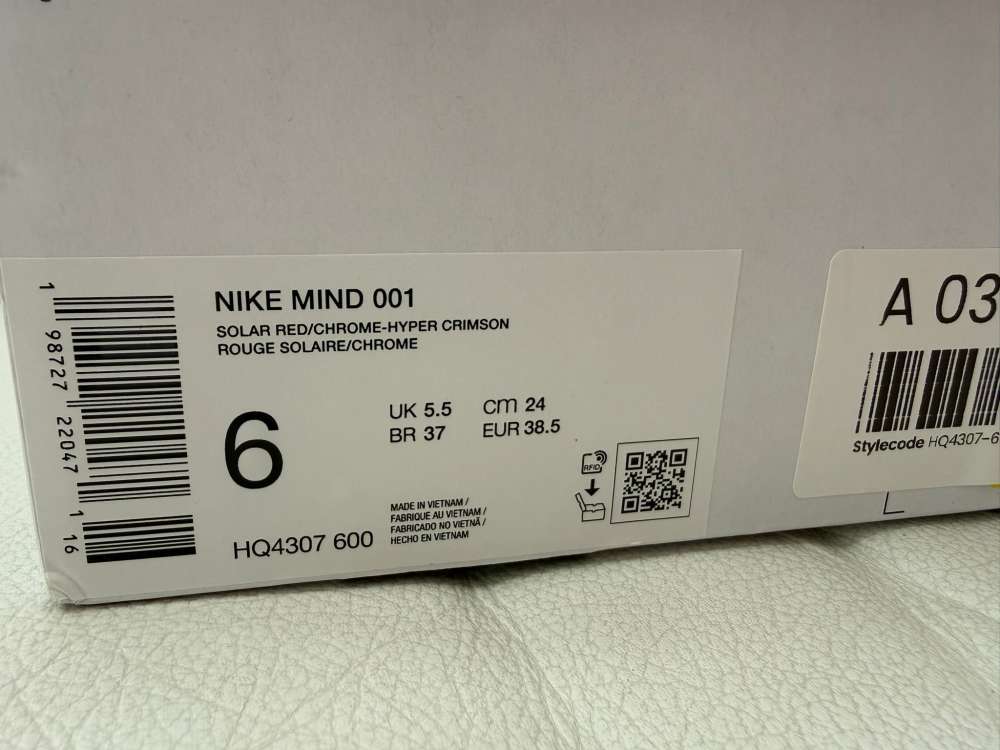 NIKE MIND 001
SOLAR RED/CHROME-HYPER CRIMSON
ROUGE SOLAIRE/CHROME
6
UK 5.5 cm 24
BR 37 EUR 38.5
HQ4307 600
MADE IN VIETNAM /
FABRIQUE AU VIETNAM /
FABRICADO NO VIETNÃ /
HECHO EN VIETNAM
RFID
1 98727 22047 1 16
A 03
Stylecode HQ4307-6